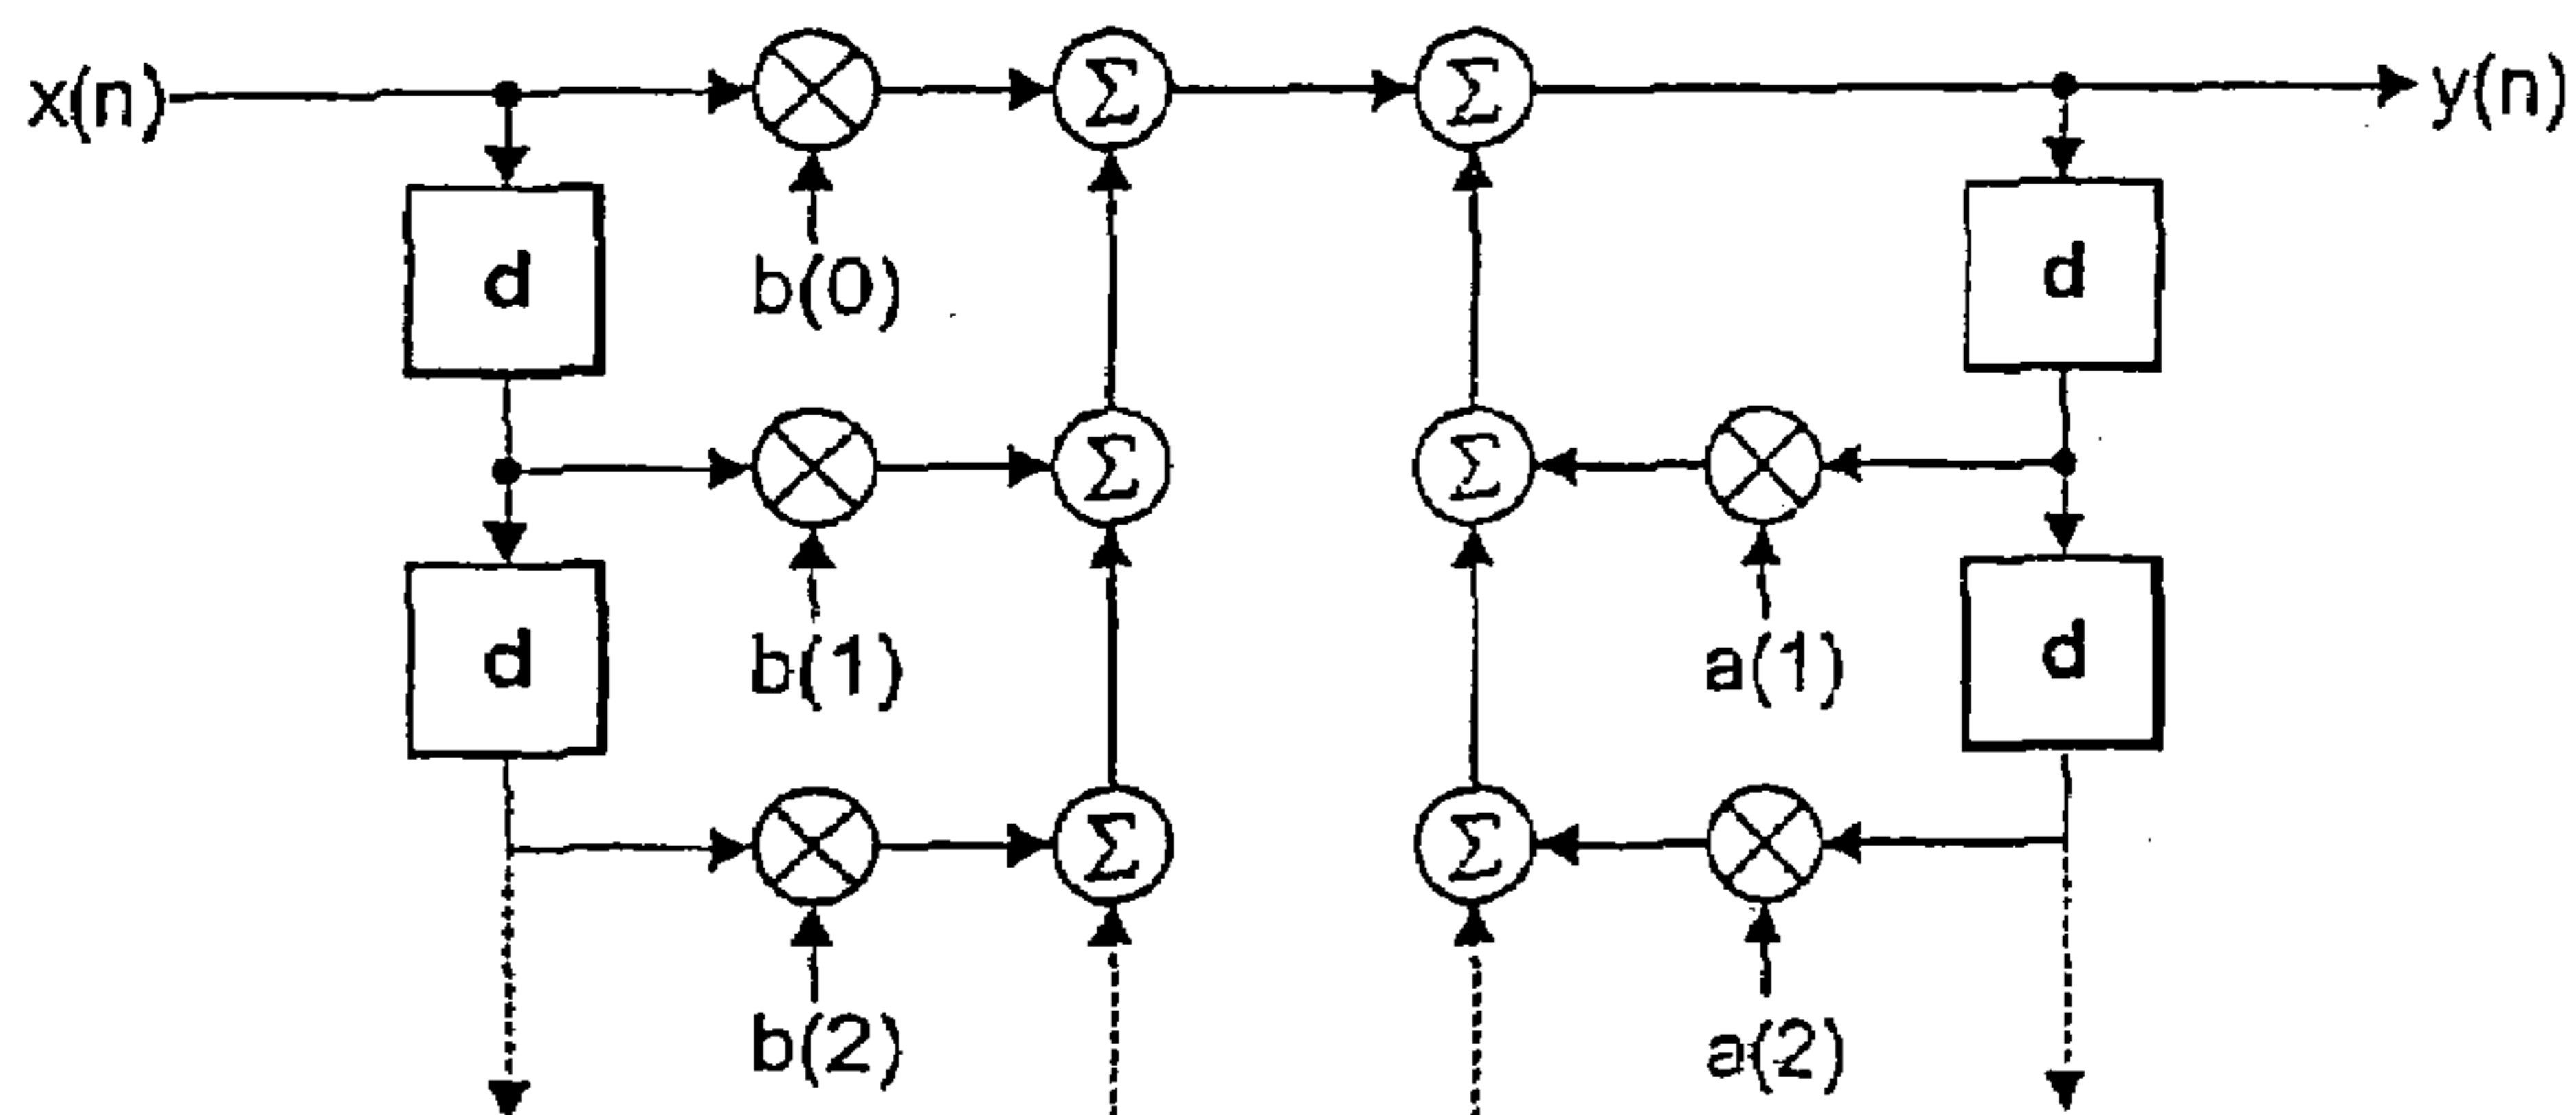 x(n) Σ Σ y(n)
d b(0) d
Σ Σ
d b(1) a(1) d
Σ Σ
b(2) a(2)